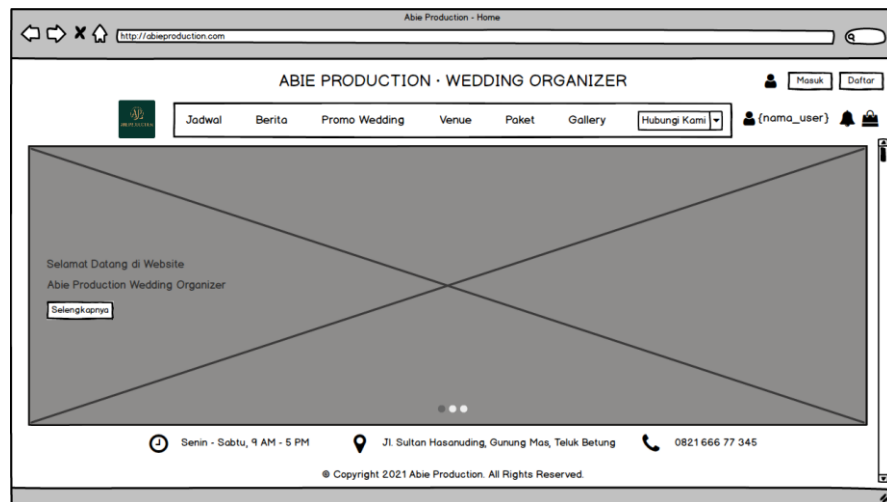 Abie Production - Home
http://abieproduction.com
ABIE PRODUCTION · WEDDING ORGANIZER
Masuk
Daftar
Jadwal
Berita
Promo Wedding
Venue
Paket
Gallery
Hubungi Kami
{nama_user}
Selamat Datang di Website
Abie Production Wedding Organizer
Selengkapnya
Senin - Sabtu, 9 AM - 5 PM
Jl. Sultan Hasanuding, Gunung Mas, Teluk Betung
0821 666 77 345
© Copyright 2021 Abie Production. All Rights Reserved.